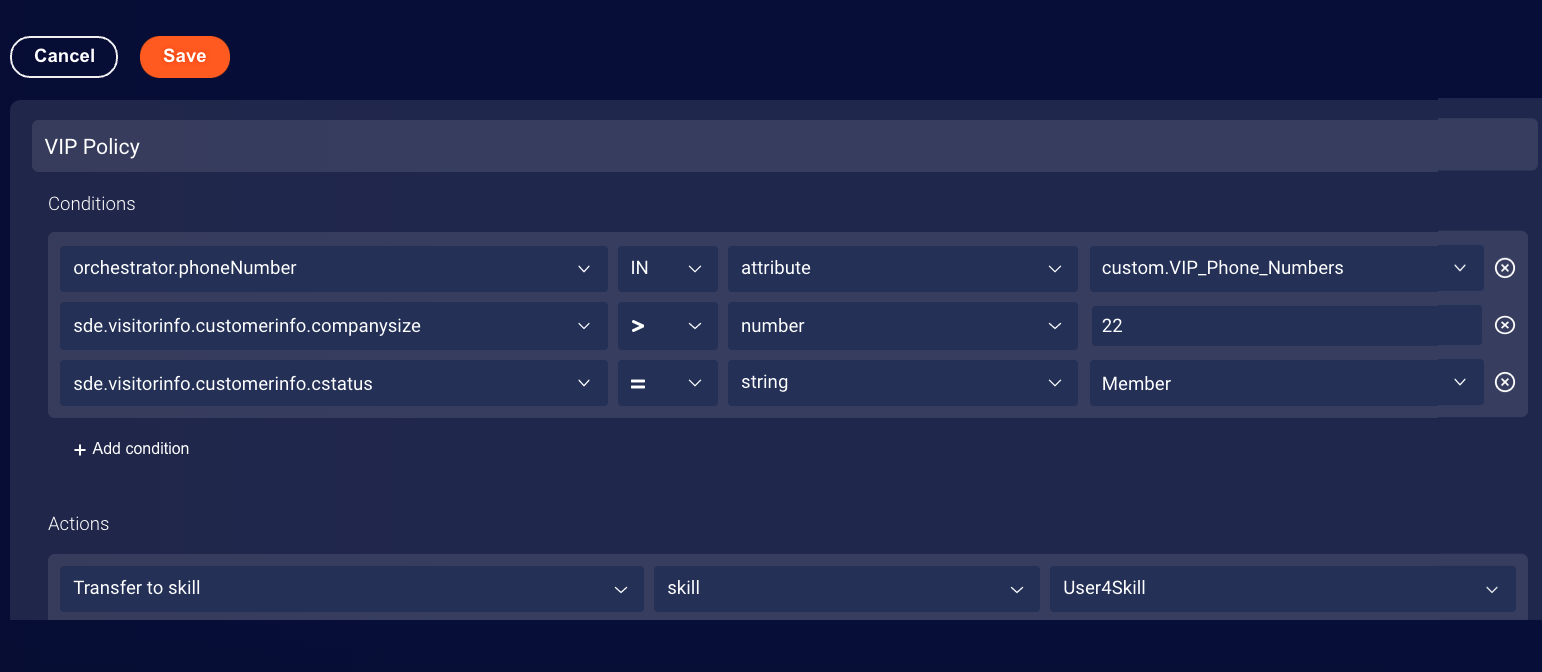 Cancel Save
VIP Policy
Conditions
orchestrator.phoneNumber IN attribute custom.VIP_Phone_Numbers
sde.visitorinfo.customerinfo.companysize > number 22
sde.visitorinfo.customerinfo.cstatus = string Member
+ Add condition
Actions
Transfer to skill skill User4Skill